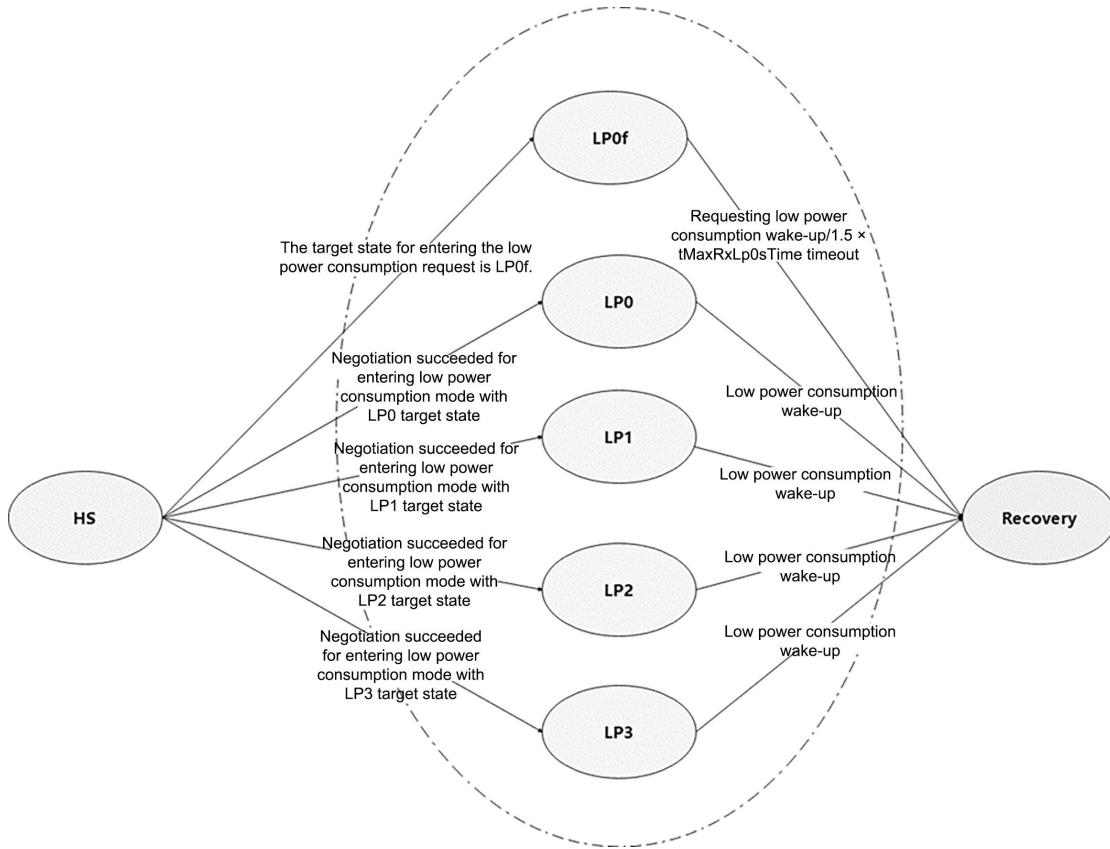 LP0f
Requesting low power
consumption wake-up/1.5 ×
tMaxRxLp0sTime timeout
The target state for entering the low
power consumption request is LP0f.
LP0
Negotiation succeeded for
entering low power
consumption mode with
LP0 target state
Low power consumption
wake-up
LP1
Negotiation succeeded for
entering low power
consumption mode with
LP1 target state
Low power consumption
wake-up
HS
Recovery
Negotiation succeeded for
entering low power
consumption mode with
LP2 target state
LP2
Low power consumption
wake-up
Negotiation succeeded
for entering low power
consumption mode with
LP3 target state
LP3
Low power consumption
wake-up